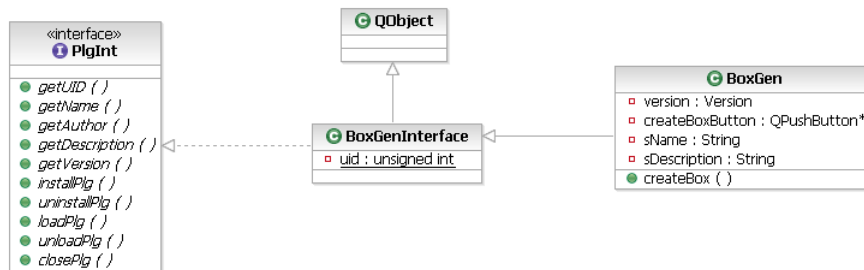 «interface»
I PlgInt
getUID ( )
getName ( )
getAuthor ( )
getDescription ( )
getVersion ( )
installPlg ( )
uninstallPlg ( )
loadPlg ( )
unloadPlg ( )
closePlg ( )
C QObject
C BoxGenInterface
uid : unsigned int
C BoxGen
version : Version
createBoxButton : QPushButton*
sName : String
sDescription : String
createBox ( )